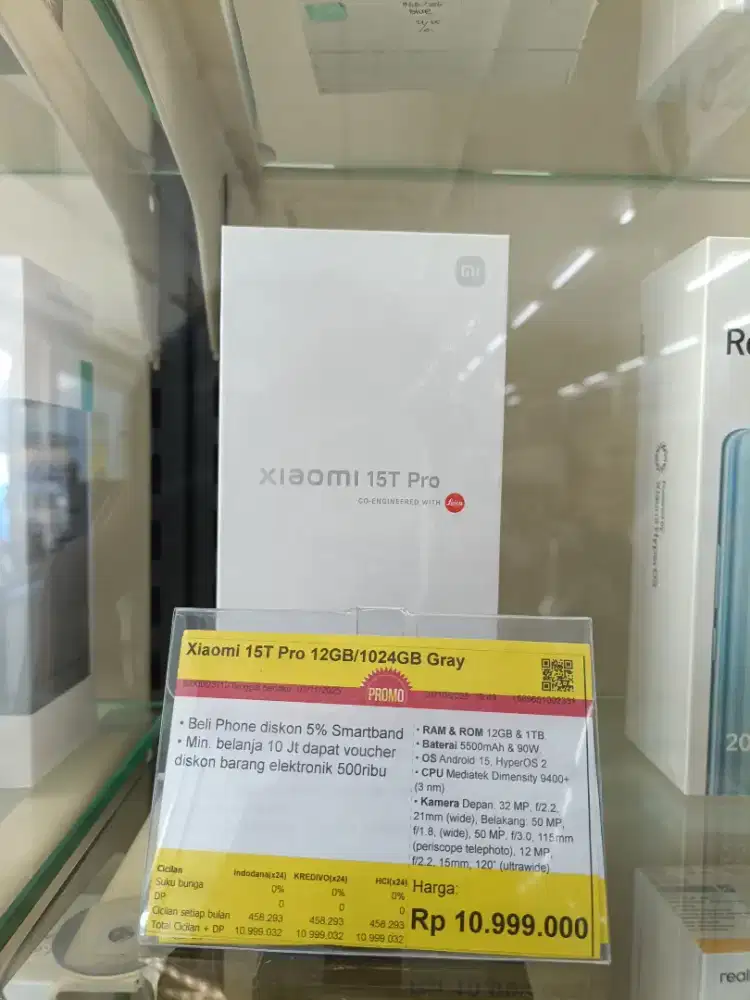 mi
xiaomi 15T Pro
CO-ENGINEERED WITH Leica
Re
20
real
Xiaomi 15T Pro 12GB/1024GB Gray
PROMO
• Beli Phone diskon 5% Smartband
• Min. belanja 10 Jt dapat voucher
diskon barang elektronik 500ribu
• RAM & ROM 12GB & 1TB
• Baterai 5500mAh & 90W
• OS Android 15, HyperOS 2
• CPU Mediatek Dimensity 9400+
(3 nm)
• Kamera Depan: 32 MP, f/2.2,
21mm (wide), Belakang: 50 MP,
f/1.8, (wide), 50 MP, f/3.0, 115mm
(periscope telephoto), 12 MP,
f/2.2, 15mm, 120° (ultrawide)
Cicilan Indodana(x24) KREDIVO(x24) HCI(x24)
Suku bunga 0% 0% 0%
DP 0 0 0
Cicilan setiap bulan 458.293 458.293 458.293
Total Cicilan + DP 10.999.032 10.999.032 10.999.032
Harga:
Rp 10.999.000